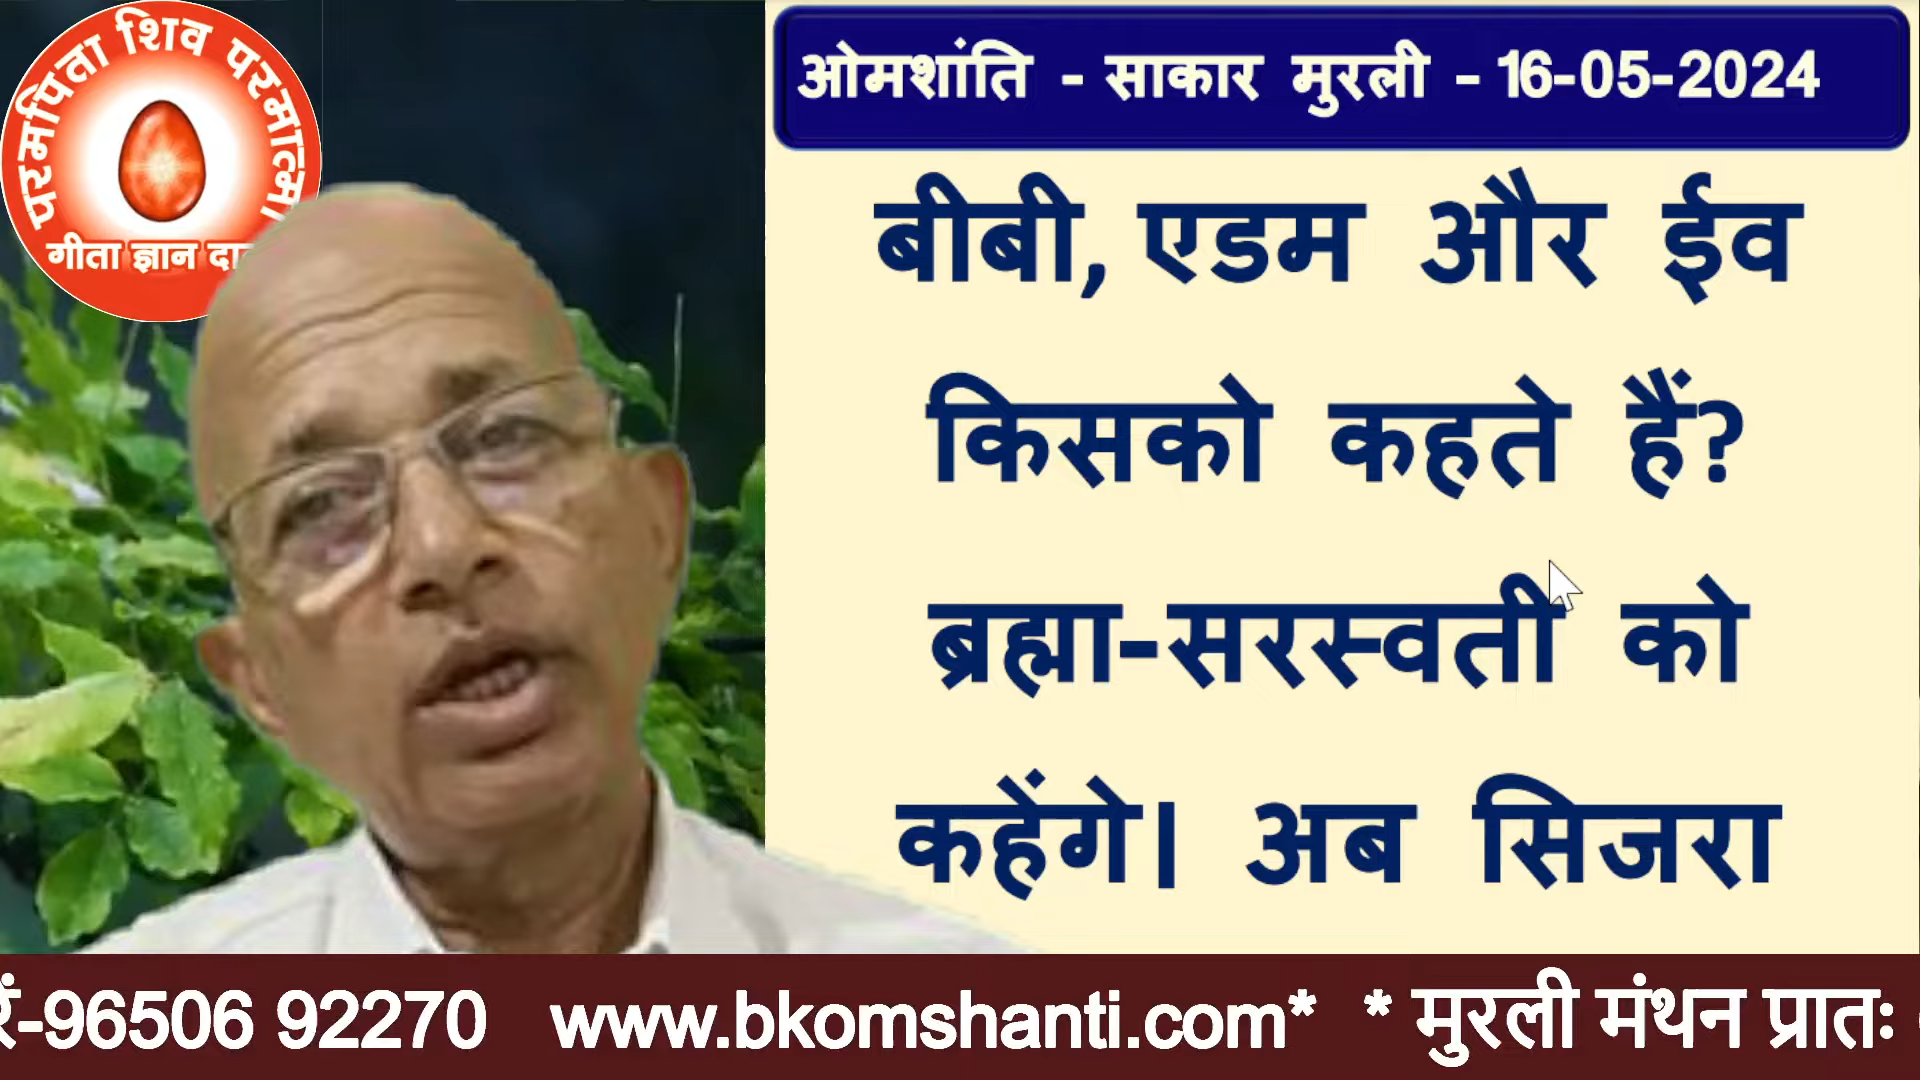 परमपिता शिव परमात्मा
गीता ज्ञान
ओमशांति - साकार मुरली - 16-05-2024
बीबी, एडम और ईव
किसको कहते हैं?
ब्रह्मा-सरस्वती को
कहेंगे। अब सिजरा
-96506 92270 www.bkomshanti.com* * मुरली मंथन प्रातः